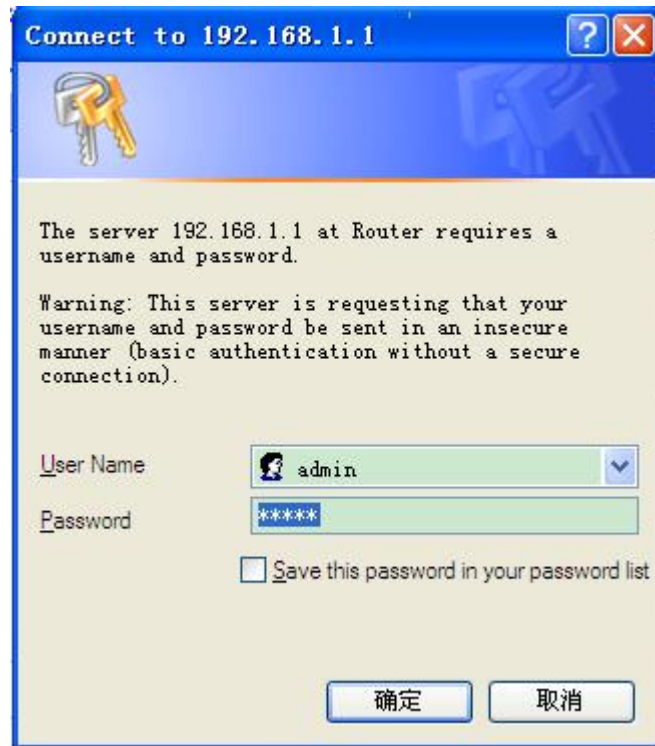 Connect to 192.168.1.1
The server 192.168.1.1 at Router requires a
username and password.
Warning: This server is requesting that your
username and password be sent in an insecure
manner (basic authentication without a secure
connection).
User Name
admin
Password
*****
Save this password in your password list
确定
取消